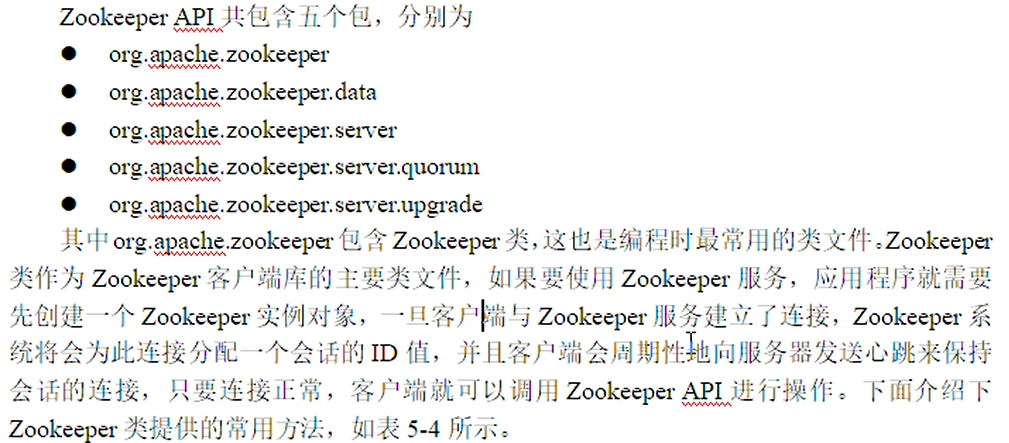 Zookeeper API 共包含五个包，分别为
● org.apache.zookeeper
● org.apache.zookeeper.data
● org.apache.zookeeper.server
● org.apache.zookeeper.server.quorum
● org.apache.zookeeper.server.upgrade
其中 org.apache.zookeeper 包含 Zookeeper 类，这也是编程时最常用的类文件。Zookeeper
类作为 Zookeeper 客户端库的主要类文件，如果要使用 Zookeeper 服务，应用程序就需要
先创建一个 Zookeeper 实例对象，一旦客户端与 Zookeeper 服务建立了连接，Zookeeper 系
统将会为此连接分配一个会话的 ID 值，并且客户端会周期性地向服务器发送心跳来保持
会话的连接，只要连接正常，客户端就可以调用 Zookeeper API 进行操作。下面介绍下
Zookeeper 类提供的常用方法，如表 5-4 所示。